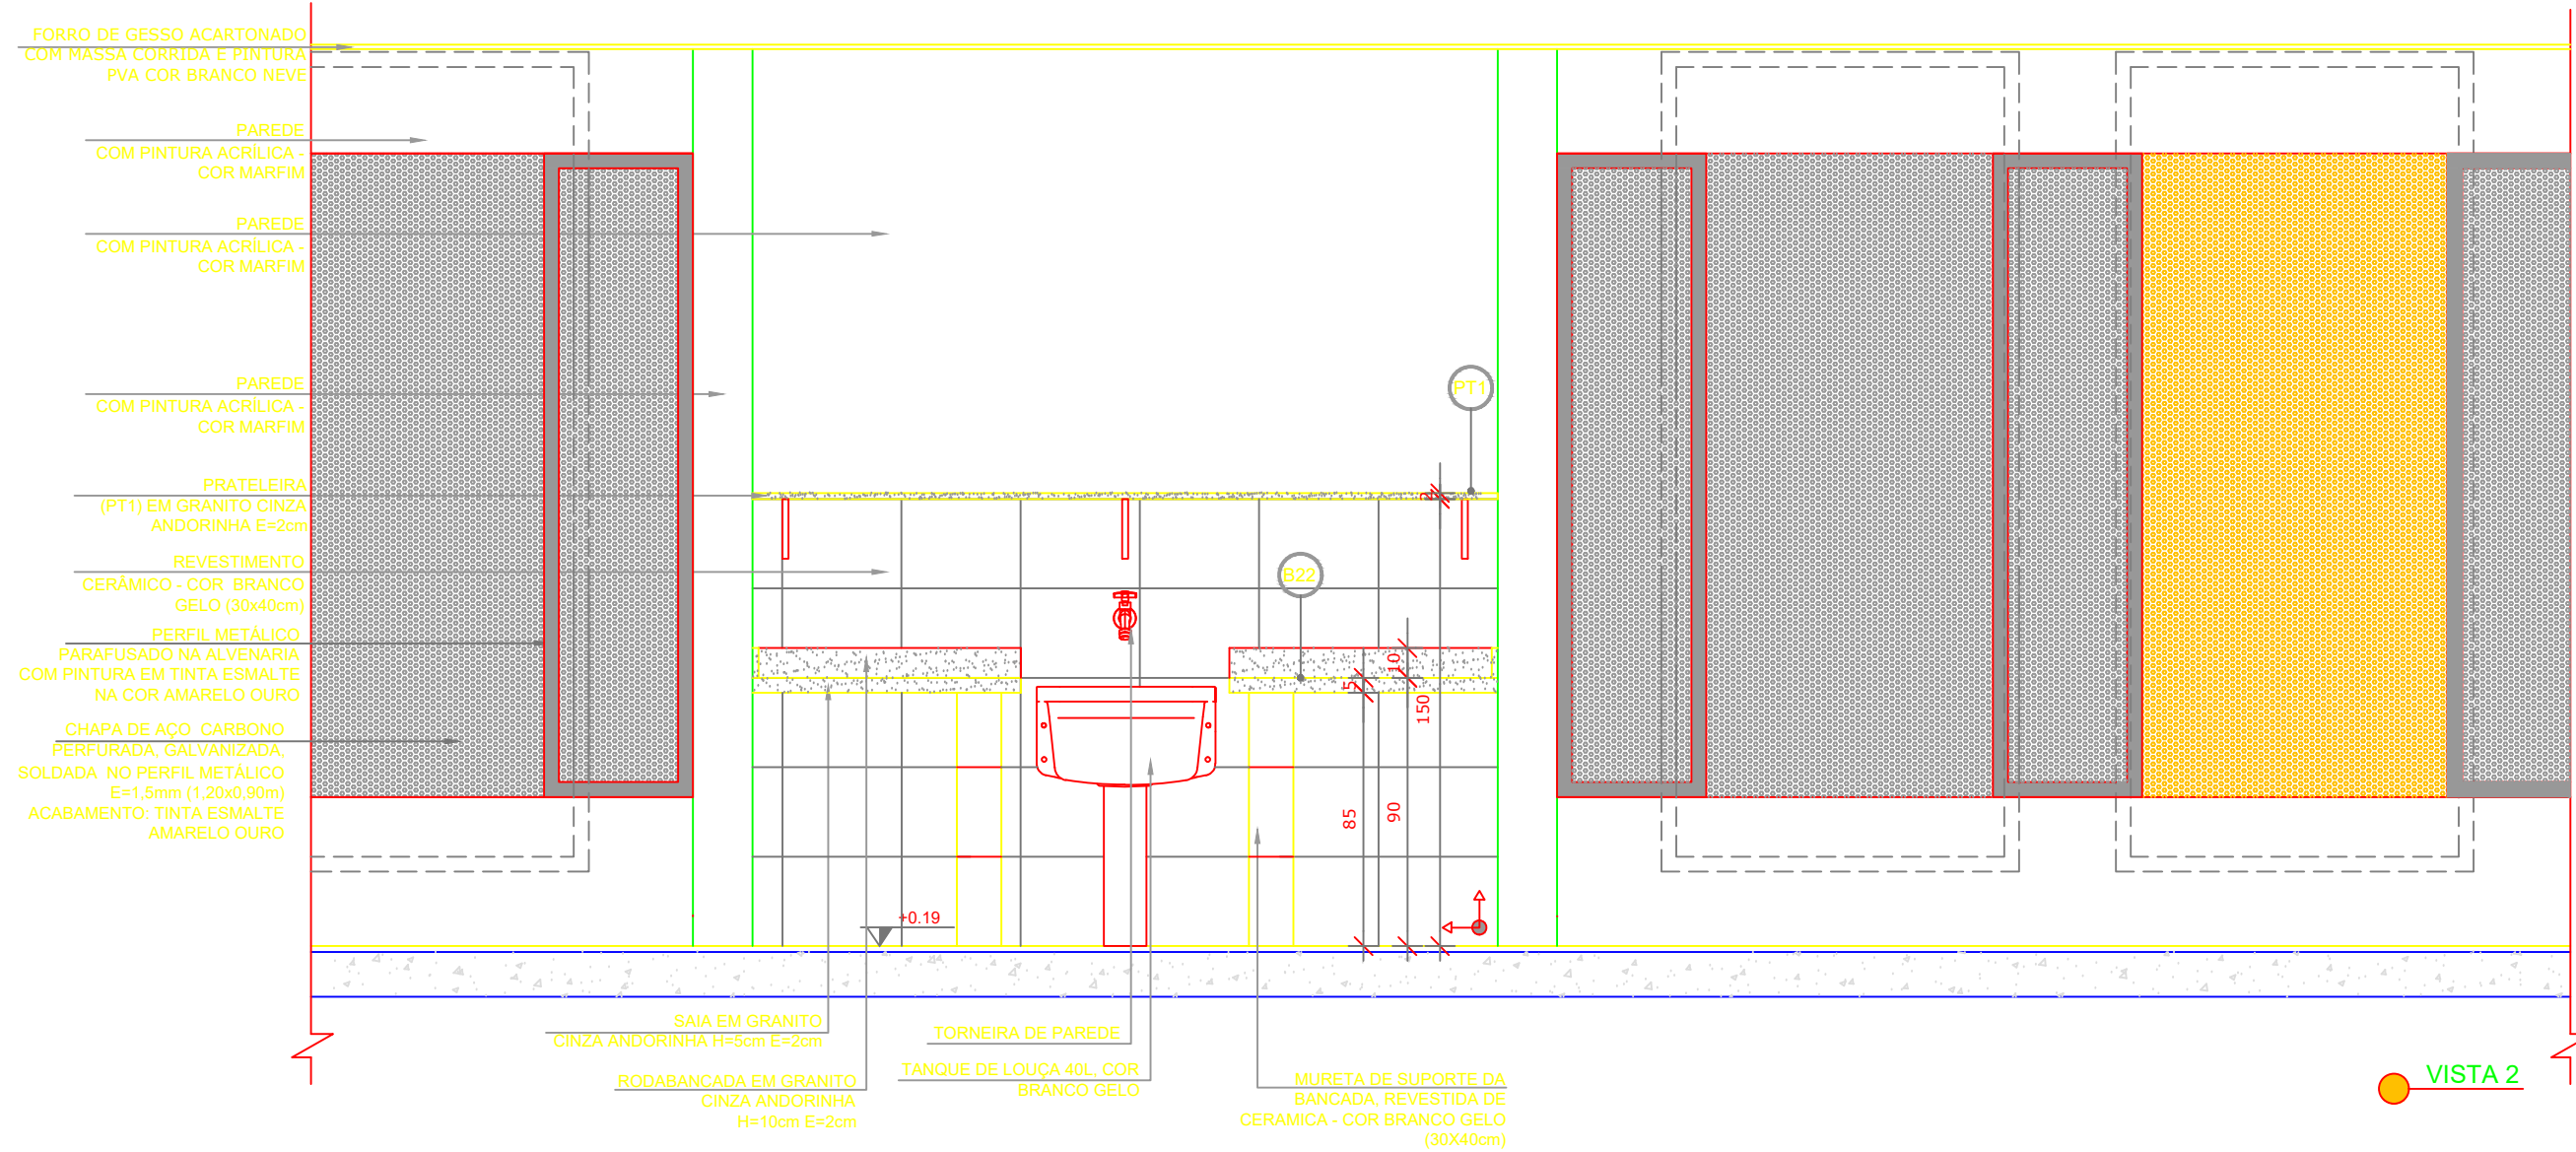 FORRO DE GESSO ACARTONADO
COM MASSA CORRIDA E PINTURA
PVA COR BRANCO NEVE
PAREDE
COM PINTURA ACRÍLICA -
COR MARFIM
PAREDE
COM PINTURA ACRÍLICA -
COR MARFIM
PAREDE
COM PINTURA ACRÍLICA -
COR MARFIM
PRATELEIRA
(PT1) EM GRANITO CINZA
ANDORINHA E=2cm
REVESTIMENTO
CERÂMICO - COR BRANCO
GELO (30x40cm)
PERFIL METÁLICO
PARAFUSADO NA ALVENARIA
COM PINTURA EM TINTA ESMALTE
NA COR AMARELO OURO
CHAPA DE AÇO CARBONO
PERFURADA, GALVANIZADA,
SOLDADA NO PERFIL METÁLICO
E=1,5mm (1,20x0,90m)
ACABAMENTO: TINTA ESMALTE
AMARELO OURO
PT1
2
B22
10
5
150
85
90
+0.19
SAIA EM GRANITO
CINZA ANDORINHA H=5cm E=2cm
RODABANCADA EM GRANITO
CINZA ANDORINHA
H=10cm E=2cm
TORNEIRA DE PAREDE
TANQUE DE LOUÇA 40L, COR
BRANCO GELO
MURETA DE SUPORTE DA
BANCADA, REVESTIDA DE
CERAMICA - COR BRANCO GELO
(30X40cm)
VISTA 2